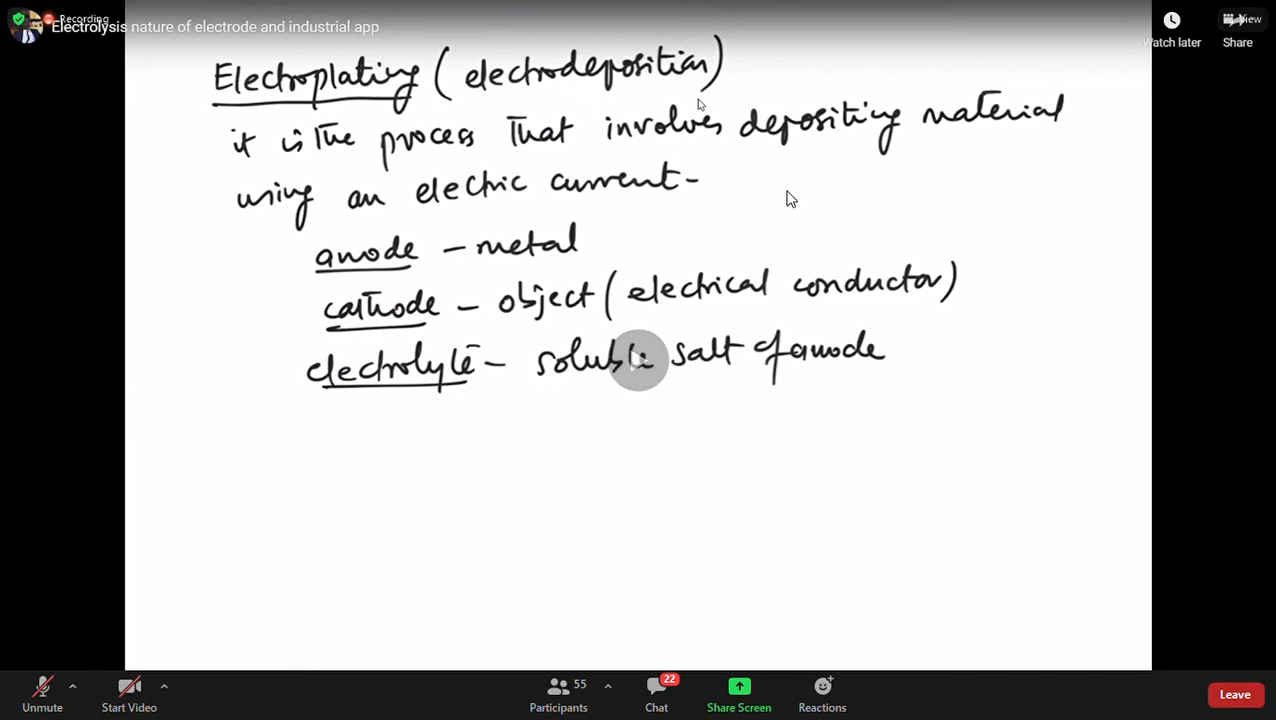 Recording
Electrolysis nature of electrode and industrial app
Watch later
Share
View
Electroplating (electrodeposition)
it is the process that involves depositing material
using an electric current-
anode - metal
cathode - object (electrical conductor)
electrolyte - soluble salt of anode
Unmute
Start Video
55
Participants
22
Chat
Share Screen
Reactions
Leave